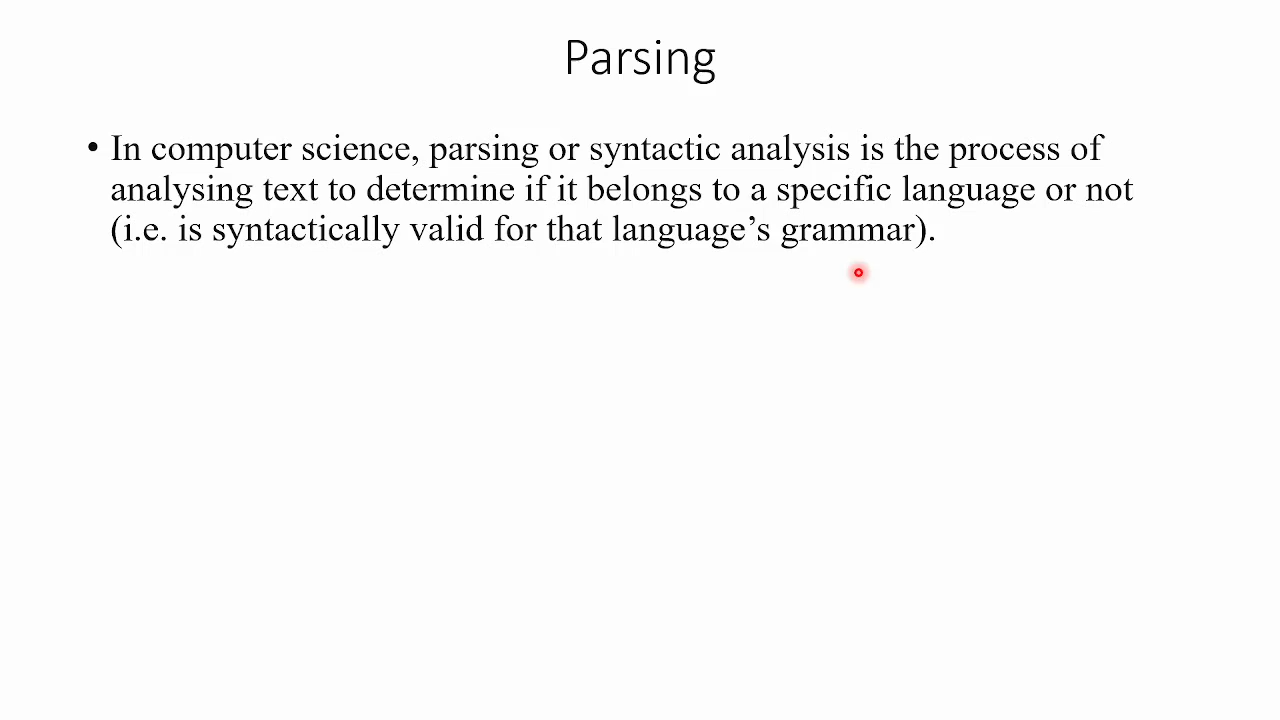 Parsing
• In computer science, parsing or syntactic analysis is the process of
analysing text to determine if it belongs to a specific language or not
(i.e. is syntactically valid for that language’s grammar).